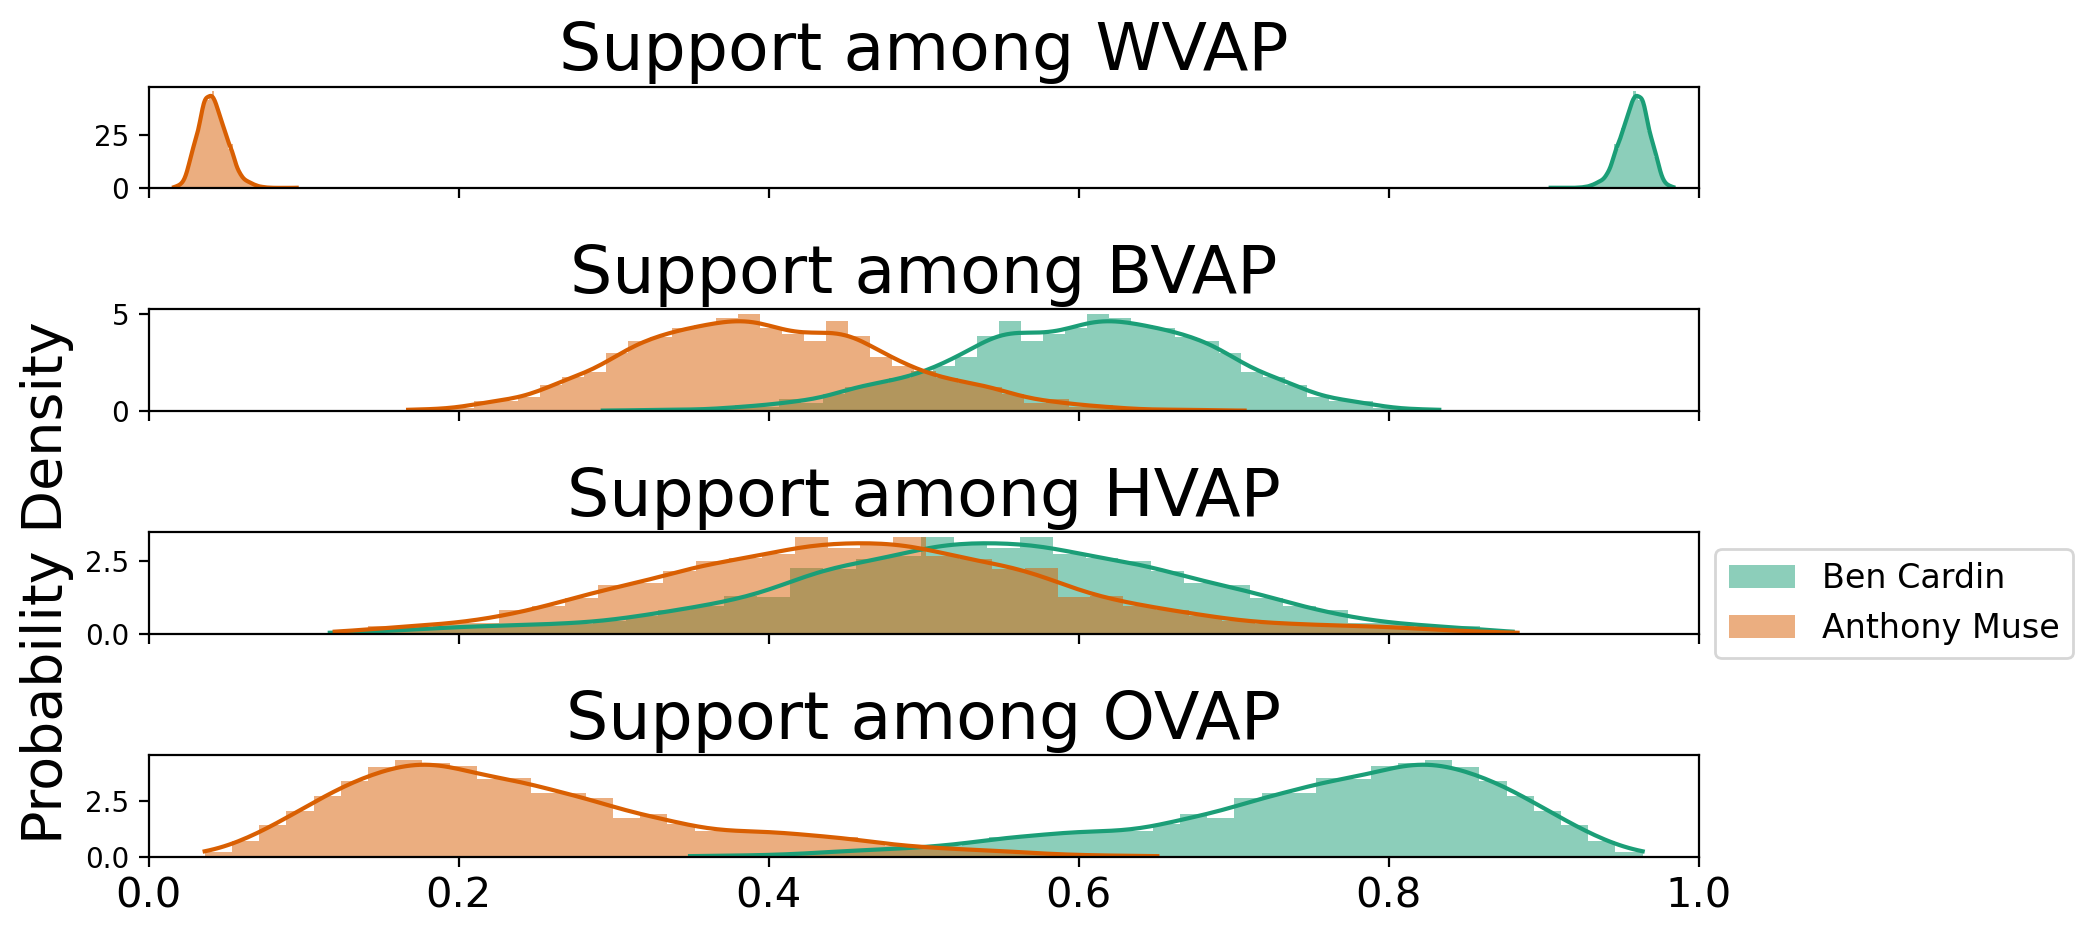 Support among WVAP
25
0
Support among BVAP
5
0
Support among HVAP
2.5
0.0
Support among OVAP
2.5
0.0
0.0 0.2 0.4 0.6 0.8 1.0
Probability Density
Ben Cardin
Anthony Muse